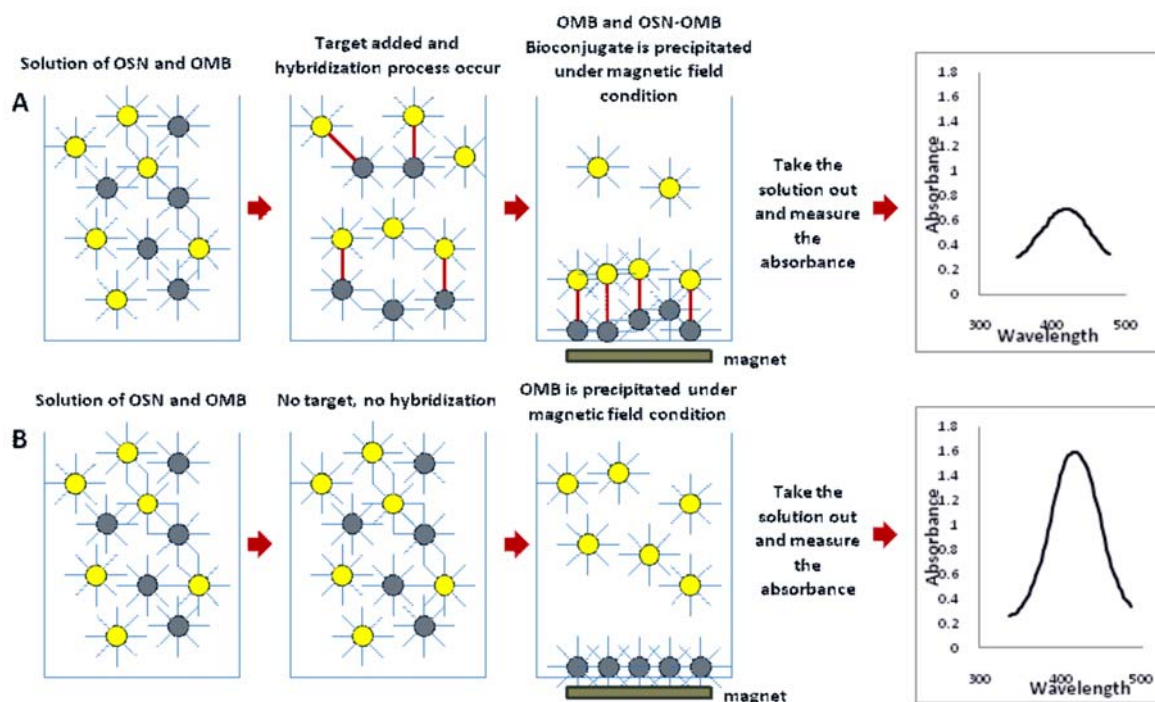 A
Solution of OSN and OMB
Target added and
hybridization process occur
OMB and OSN-OMB
Bioconjugate is precipitated
under magnetic field
condition
magnet
Take the
solution out
and measure
the
absorbance
Absorbance
1.8
1.6
1.4
1.2
1
0.8
0.6
0.4
0.2
0
300
400
500
Wavelength
B
Solution of OSN and OMB
No target, no hybridization
OMB is precipitated under
magnetic field condition
magnet
Take the
solution out
and measure
the
absorbance
Absorbance
1.8
1.6
1.4
1.2
1
0.8
0.6
0.4
0.2
0
300
400
500
Wavelength